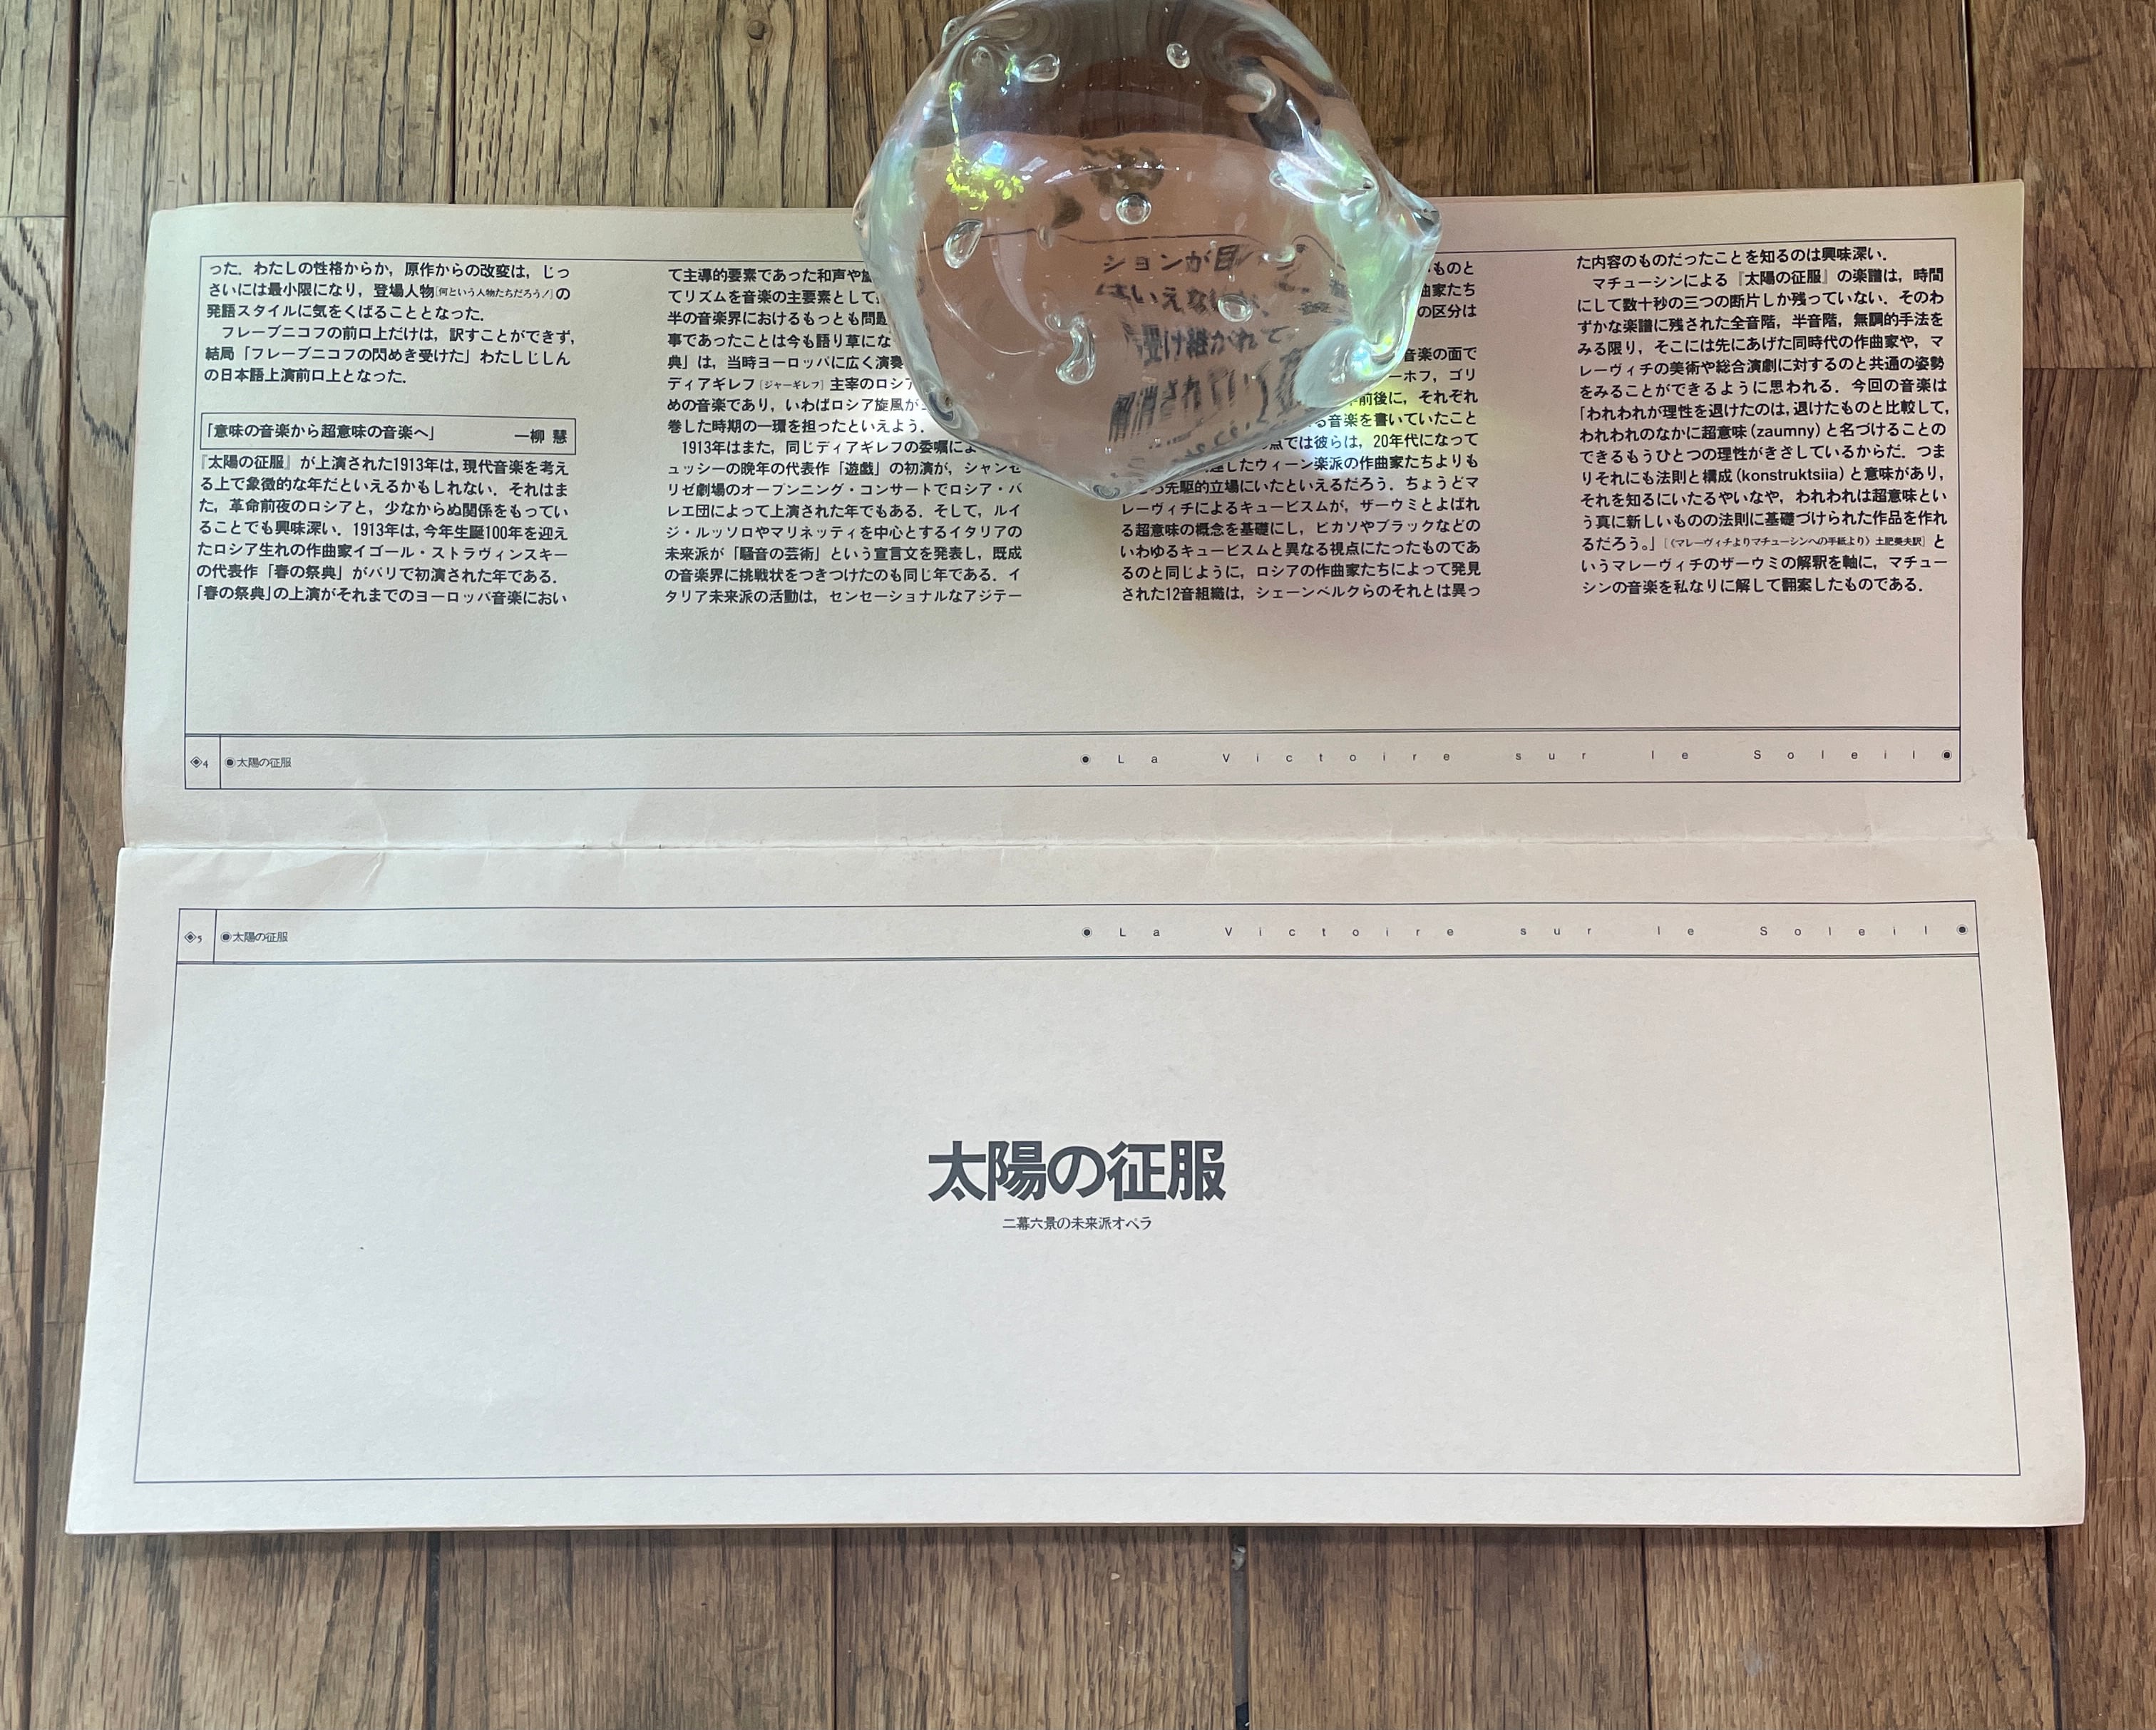 った．わたしの性格からか，原作からの改変は，じっ
さいには最小限になり，登場人物[何という人物たちだろう！]の
発語スタイルに気をくばることとなった．
フレーブニコフの前口上だけは，訳すことができず，
結局「フレーブニコフの閃めき受けた」わたしじしん
の日本語上演前口上となった．
「意味の音楽から超意味の音楽へ」 一柳 慧
『太陽の征服』が上演された1913年は，現代音楽を考え
る上で象徴的な年だといえるかもしれない．それはま
た，革命前夜のロシアと，少なからぬ関係をもってい
ることでも興味深い．1913年は，今年生誕100年を迎え
たロシア生れの作曲家イゴール・ストラヴィンスキー
の代表作「春の祭典」がパリで初演された年である．
「春の祭典」の上演がそれまでのヨーロッパ音楽におい
て主導的要素であった和声や旋
てリズムを音楽の主要素として
半の音楽界におけるもっとも問題
事であったことは今も語り草にな
典」は，当時ヨーロッパに広く演奏
ディアギレフ[ジャーギレフ]主宰のロシア
めの音楽であり，いわばロシア旋風が
巻した時期の一環を担ったといえよう．
1913年はまた，同じディアギレフの委嘱によ
ュッシーの晩年の代表作「遊戯」の初演が，シャンゼ
リゼ劇場のオープンニング・コンサートでロシア・バ
レエ団によって上演された年でもある．そして，ルイ
ジ・ルッソロやマリネッティを中心とするイタリアの
未来派が「騒音の芸術」という宣言文を発表し，既成
の音楽界に挑戦状をつきつけたのも同じ年である．イ
タリア未来派の活動は，センセーショナルなアジテー
ションが目
はいえない
受け継がれて
解消されてい
ものと
曲家たち
の区分は
音楽の面で
ーホフ，ゴリ
前後に，それぞれ
る音楽を書いていたこと
点では彼らは，20年代になって
したウィーン楽派の作曲家たちよりも
先駆的立場にいたといえるだろう．ちょうどマ
レーヴィチによるキュービスムが，ザーウミとよばれ
る超意味の概念を基礎にし，ピカソやブラックなどの
いわゆるキュービスムと異なる視点にたったものであ
るのと同じように，ロシアの作曲家たちによって発見
された12音組織は，シェーンベルクらのそれとは異っ
た内容のものだったことを知るのは興味深い．
マチューシンによる『太陽の征服』の楽譜は，時間
にして数十秒の三つの断片しか残っていない．そのわ
ずかな楽譜に残された全音階，半音階，無調的手法を
みる限り，そこには先にあげた同時代の作曲家や，マ
レーヴィチの美術や総合演劇に対するのと共通の姿勢
をみることができるように思われる．今回の音楽は
「われわれが理性を退けたのは，退けたものと比較して，
われわれのなかに超意味（zaumny）と名づけることの
できるもうひとつの理性がきざしているからだ．つま
りそれにも法則と構成（konstruktsiia）と意味があり，
それを知るにいたるやいなや，われわれは超意味とい
う真に新しいものの法則に基礎づけられた作品を作れ
るだろう。」[《マレーヴィチよりマチューシンへの手紙より》土肥美夫訳]と
いうマレーヴィチのザーウミの解釈を軸に，マチュー
シンの音楽を私なりに解して翻案したものである．
◈4 ◉太陽の征服 ◉La Victoire sur le Soleil◉
◈5 ◉太陽の征服 ◉La Victoire sur le Soleil◉
太陽の征服
二幕六景の未来派オペラ